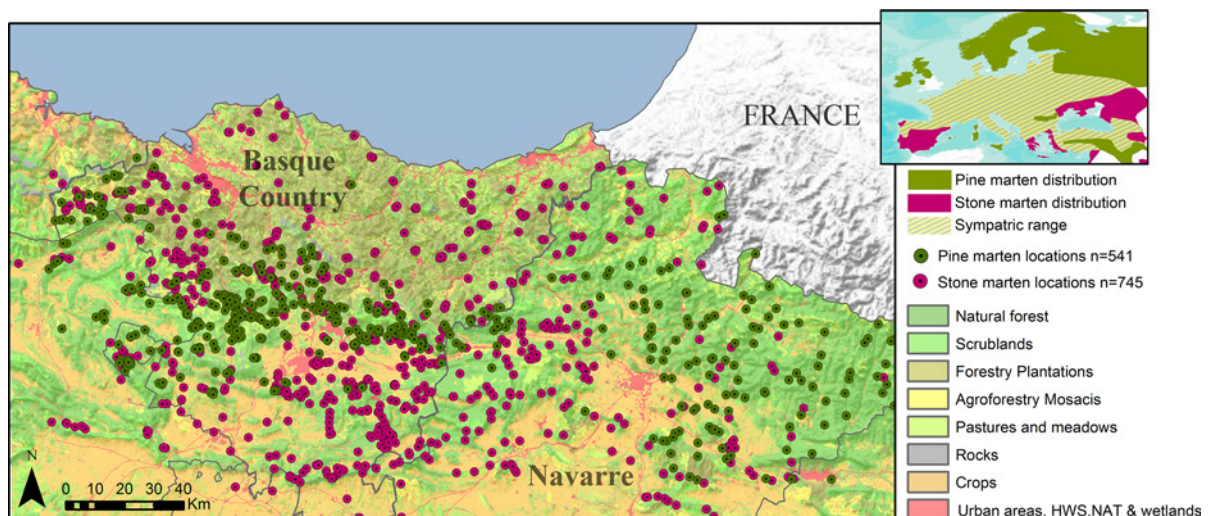 FRANCE
Basque
Country
Navarre
N
0 10 20 30 40
Km
Pine marten distribution
Stone marten distribution
Sympatric range
Pine marten locations n=541
Stone marten locations n=745
Natural forest
Scrublands
Forestry Plantations
Agroforestry Mosacis
Pastures and meadows
Rocks
Crops
Urban areas, HWS,NAT & wetlands